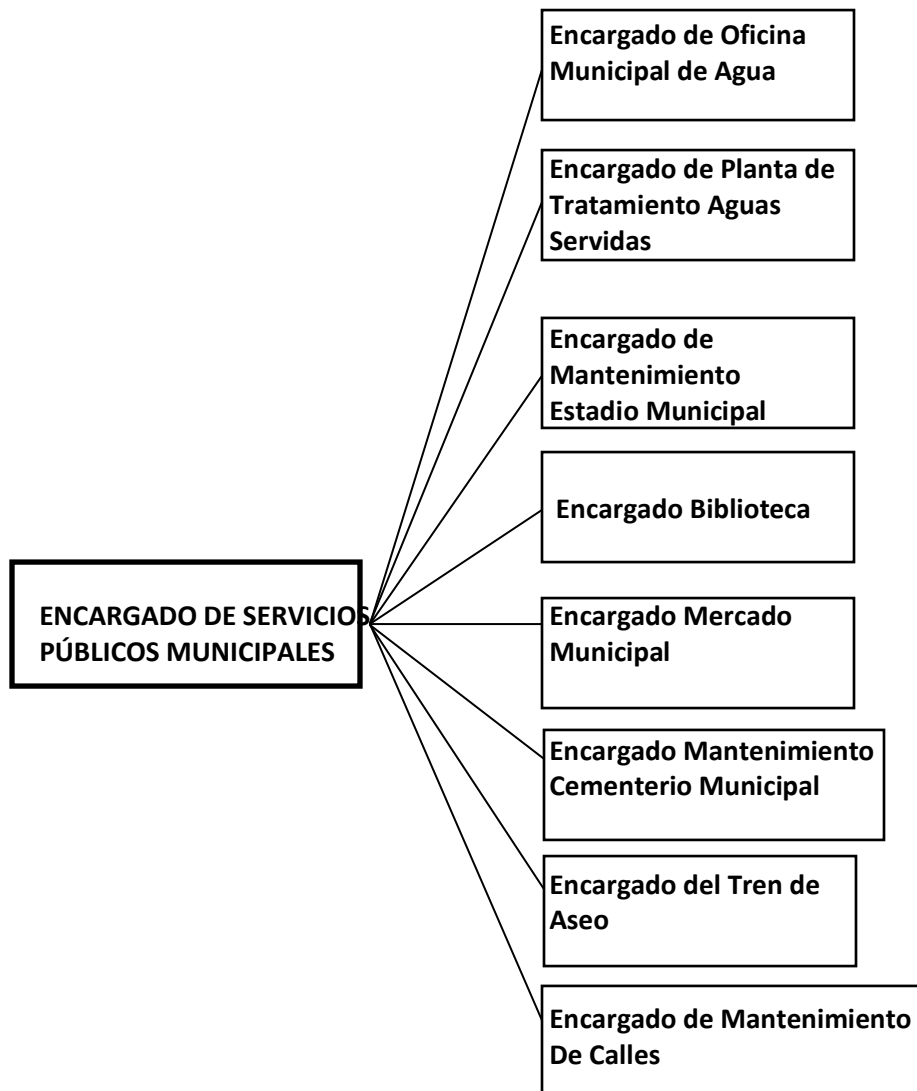 Encargado de Oficina
Municipal de Agua
Encargado de Planta de
Tratamiento Aguas
Servidas
Encargado de
Mantenimiento
Estadio Municipal
Encargado Biblioteca
ENCARGADO DE SERVICIOS
PÚBLICOS MUNICIPALES
Encargado Mercado
Municipal
Encargado Mantenimiento
Cementerio Municipal
Encargado del Tren de
Aseo
Encargado de Mantenimiento
De Calles